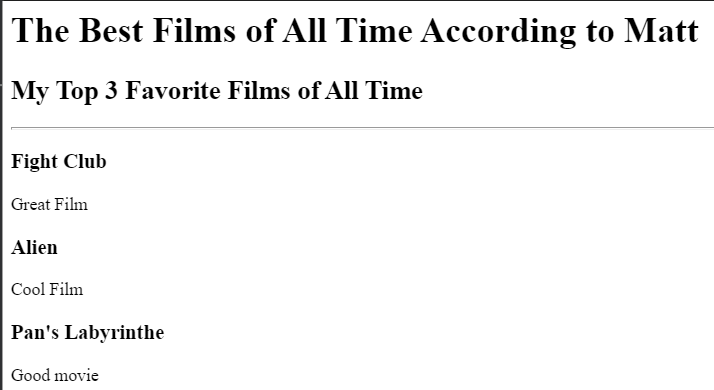 The Best Films of All Time According to Matt
My Top 3 Favorite Films of All Time
Fight Club
Great Film
Alien
Cool Film
Pan's Labyrinthe
Good movie